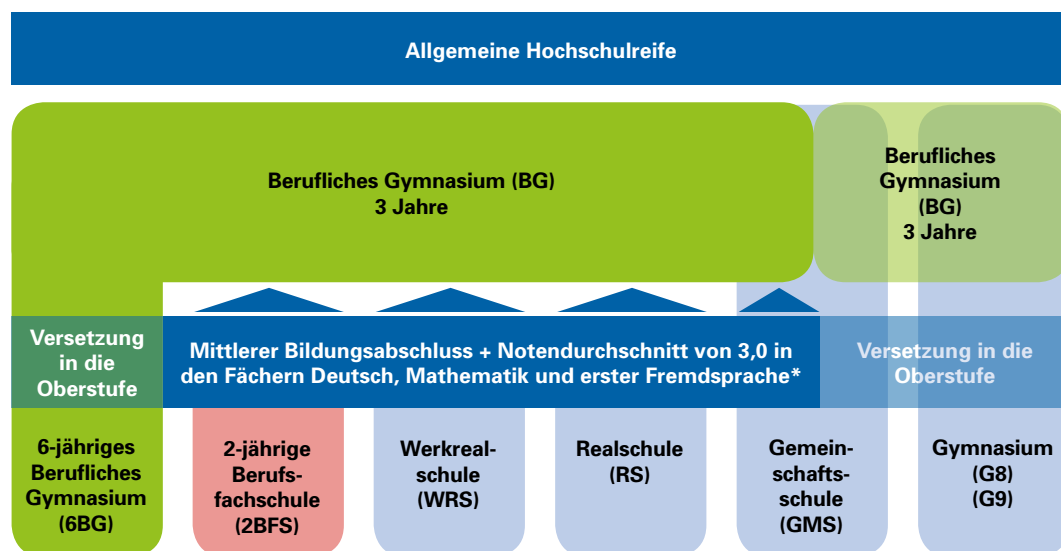 Allgemeine Hochschulreife
Berufliches Gymnasium (BG)
3 Jahre
Berufliches
Gymnasium
(BG)
3 Jahre
Versetzung
in die
Oberstufe
Mittlerer Bildungsabschluss + Notendurchschnitt von 3,0 in
den Fächern Deutsch, Mathematik und erster Fremdsprache*
Versetzung in die
Oberstufe
6-jähriges
Berufliches
Gymnasium
(6BG)
2-jährige
Berufs-
fachschule
(2BFS)
Werkreal-
schule
(WRS)
Realschule
(RS)
Gemein-
schafts-
schule
(GMS)
Gymnasium
(G8)
(G9)